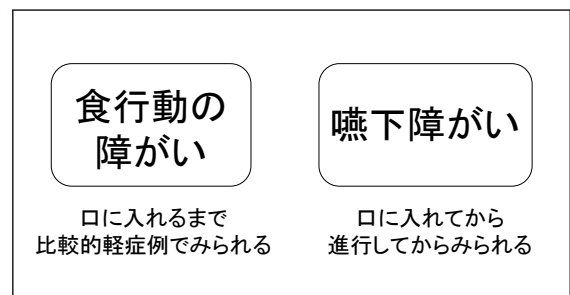 食行動の
障がい
口に入れるまで
比較的軽症例でみられる
嚥下障がい
口に入れてから
進行してからみられる